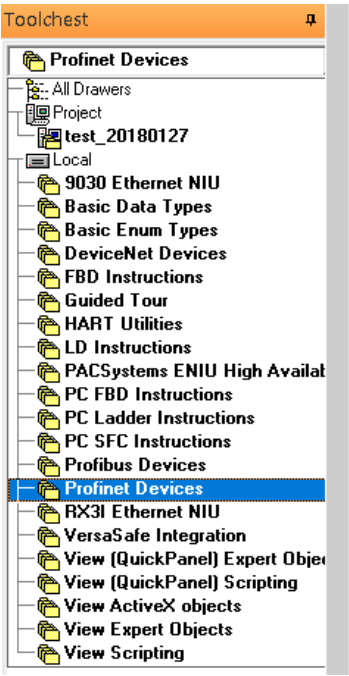 Toolchest
Profinet Devices
All Drawers
Project
test_20180127
Local
9030 Ethernet NIU
Basic Data Types
Basic Enum Types
DeviceNet Devices
FBD Instructions
Guided Tour
HART Utilities
LD Instructions
PACSystems ENIU High Availab
PC FBD Instructions
PC Ladder Instructions
PC SFC Instructions
Profibus Devices
Profinet Devices
RX3I Ethernet NIU
VersaSafe Integration
View (QuickPanel) Expert Obje
View (QuickPanel) Scripting
View ActiveX objects
View Expert Objects
View Scripting